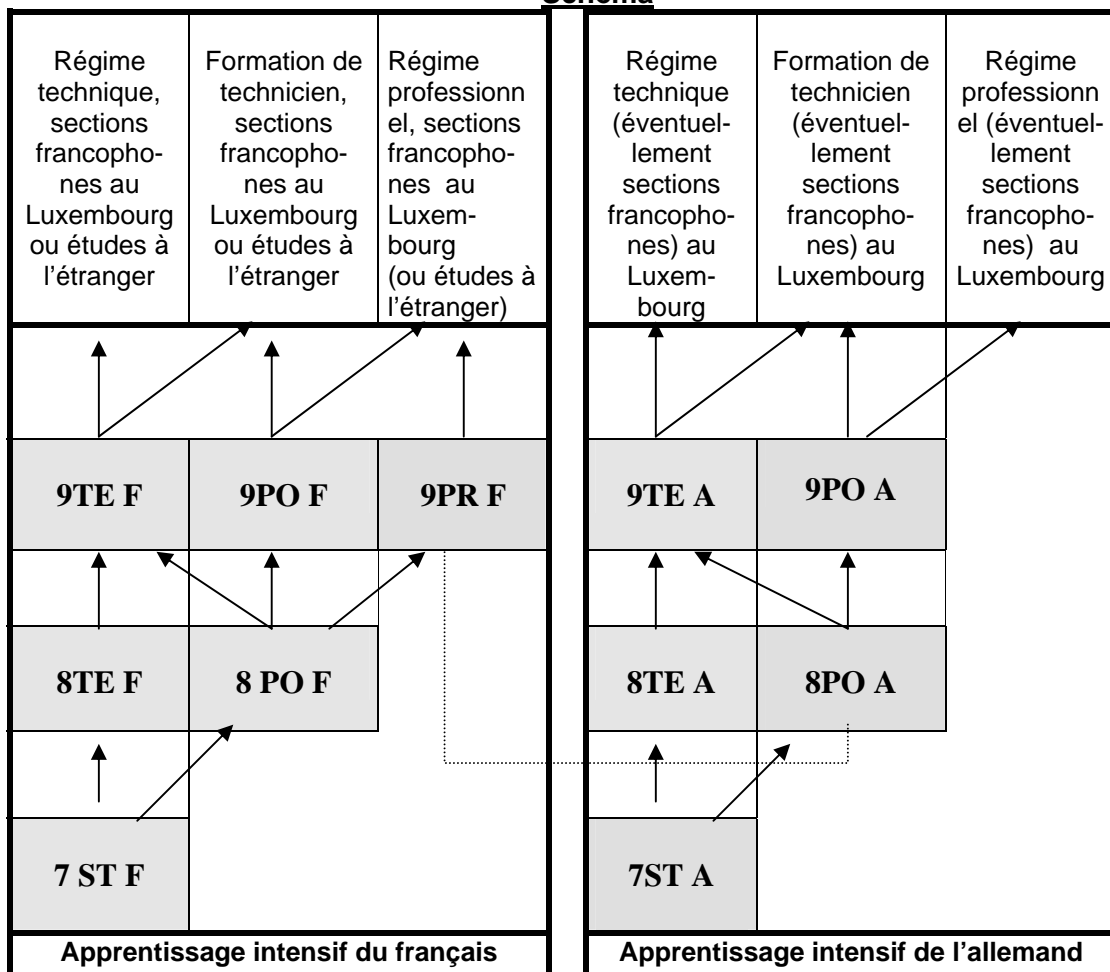 Schéma
Régime
technique,
sections
francopho-
nes au
Luxembourg
ou études à
l'étranger
Formation de
technicien,
sections
francopho-
nes au
Luxembourg
ou études à
l'étranger
Régime
professionn
el, sections
francopho-
nes au
Luxem-
bourg
(ou études à
l'étranger)
Régime
technique
(éventuel-
lement
sections
francopho-
nes) au
Luxem-
bourg
Formation de
technicien
(éventuel-
lement
sections
francopho-
nes) au
Luxembourg
Régime
professionn
el (éventuel-
lement
sections
francopho-
nes) au
Luxembourg
9TE F
9PO F
9PR F
9TE A
9PO A
8TE F
8 PO F
8TE A
8PO A
7 ST F
7ST A
Apprentissage intensif du français
Apprentissage intensif de l'allemand